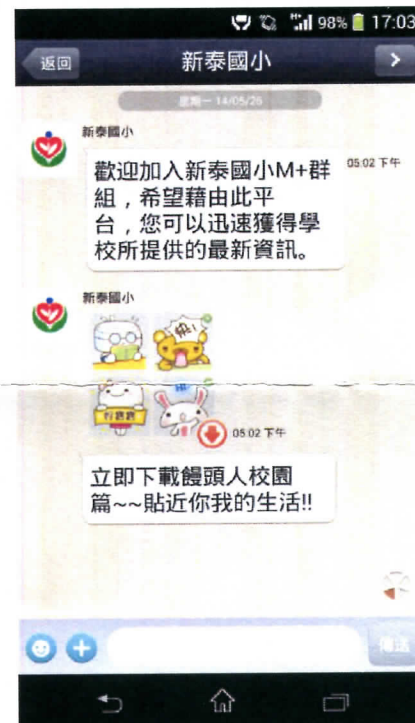 98% 17:03
返回
新泰國小
星期一 14/05/26
新泰國小
歡迎加入新泰國小M+群
組，希望藉由此平
台，您可以迅速獲得學
校所提供的最新資訊。
05:02 下午
新泰國小
好寶寶
05:02 下午
立即下載饅頭人校園
篇~~貼近你我的生活!!
傳送